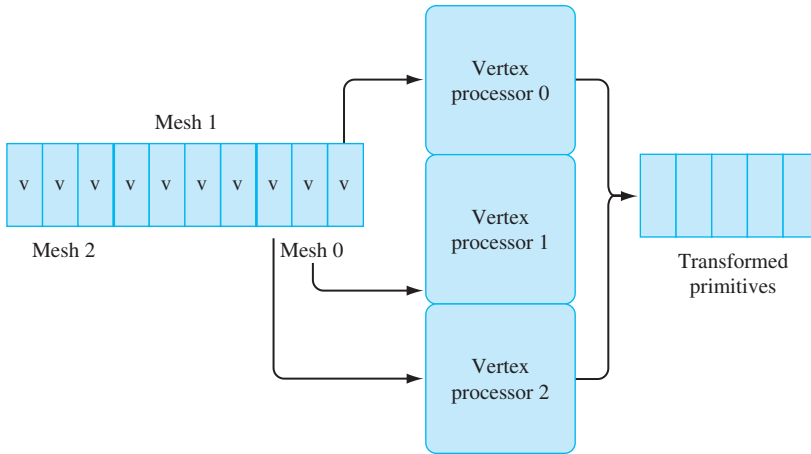 Vertex
processor 0
Mesh 1
v v v v v v v v v v
Mesh 2
Mesh 0
Vertex
processor 1
Transformed
primitives
Vertex
processor 2